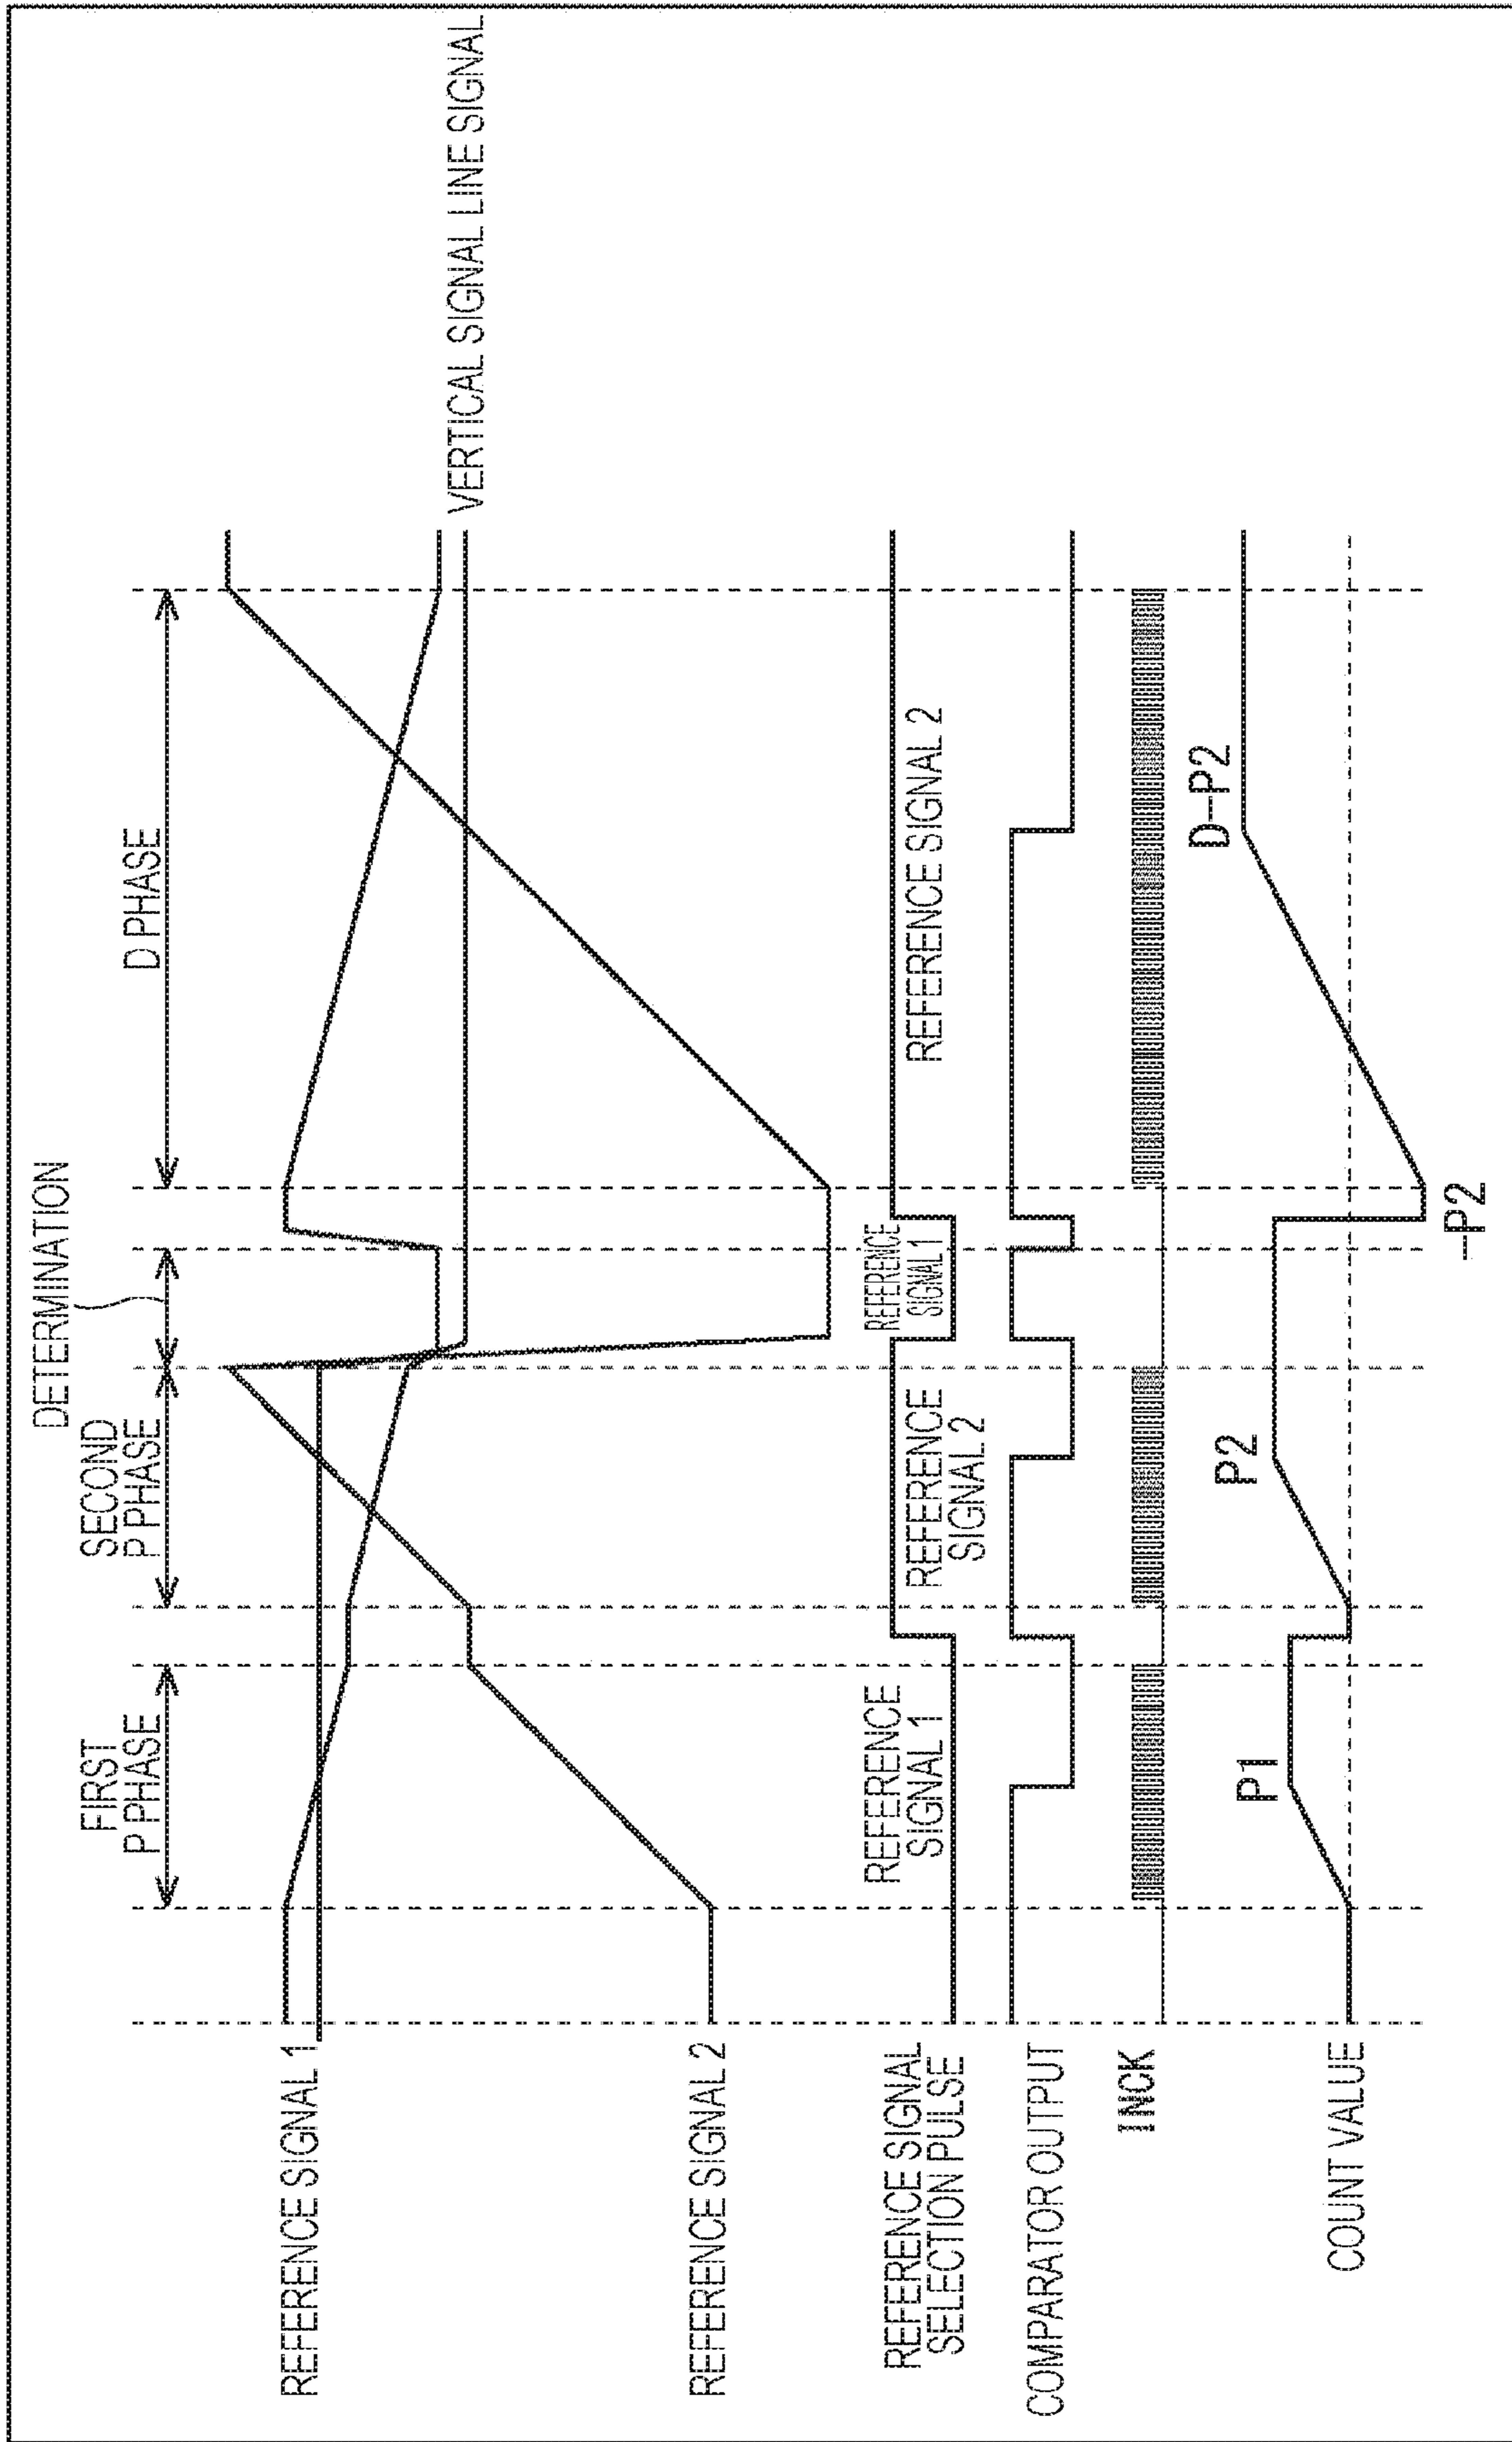 FIRST
P PHASE
SECOND
P PHASE
DETERMINATION
D PHASE
REFERENCE SIGNAL 1
VERTICAL SIGNAL LINE SIGNAL
REFERENCE SIGNAL 2
REFERENCE SIGNAL
SELECTION PULSE
REFERENCE
SIGNAL 1
REFERENCE
SIGNAL 2
REFERENCE
SIGNAL 1
REFERENCE SIGNAL 2
COMPARATOR OUTPUT
INCK
COUNT VALUE
P1
P2
-P2
D-P2